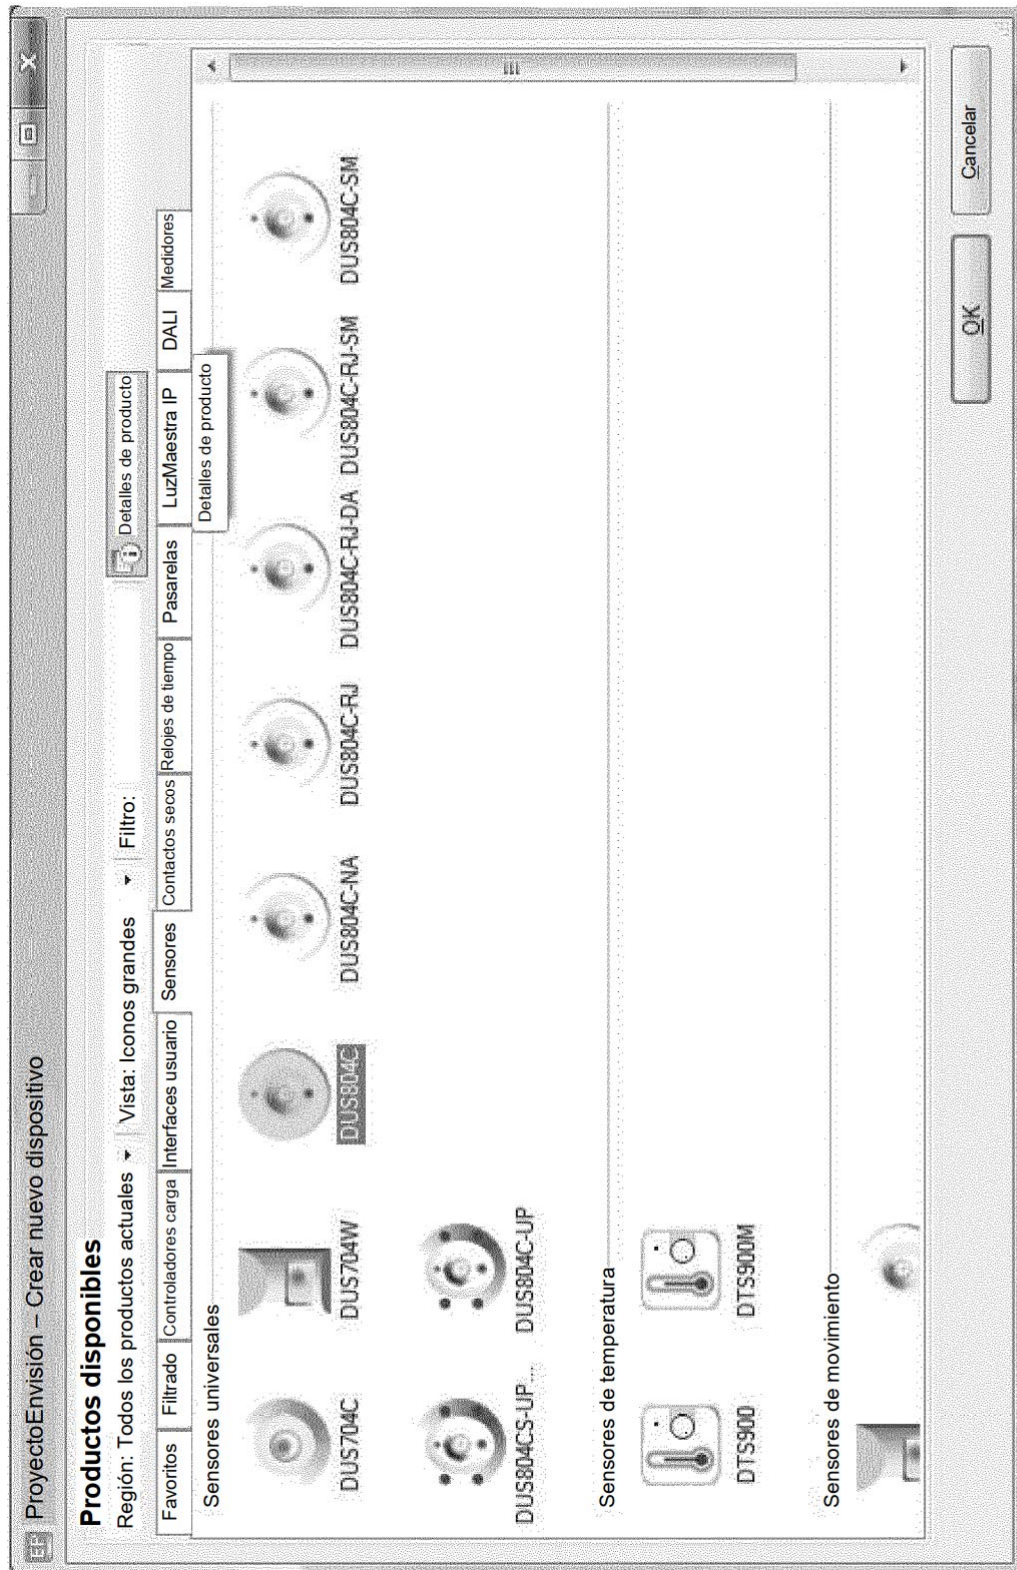 ProyectoEnvisión – Crear nuevo dispositivo
Productos disponibles
Región: Todos los productos actuales Vista: Iconos grandes Filtro: Detalles de producto
Favoritos Filtrado Controladores carga Interfaces usuario Sensores Contactos secos Relojes de tiempo Pasarelas LuzMaestra IP DALI Medidores
Detalles de producto
Sensores universales
DUS704C DUS704W DUS804C DUS804C-NA DUS804C-RJ DUS804C-RJ-DA DUS804C-RJ-SM DUS804C-SM
DUS804CS-UP ... DUS804C-UP
Sensores de temperatura
DTS900 DTS900M
Sensores de movimiento
OK Cancelar